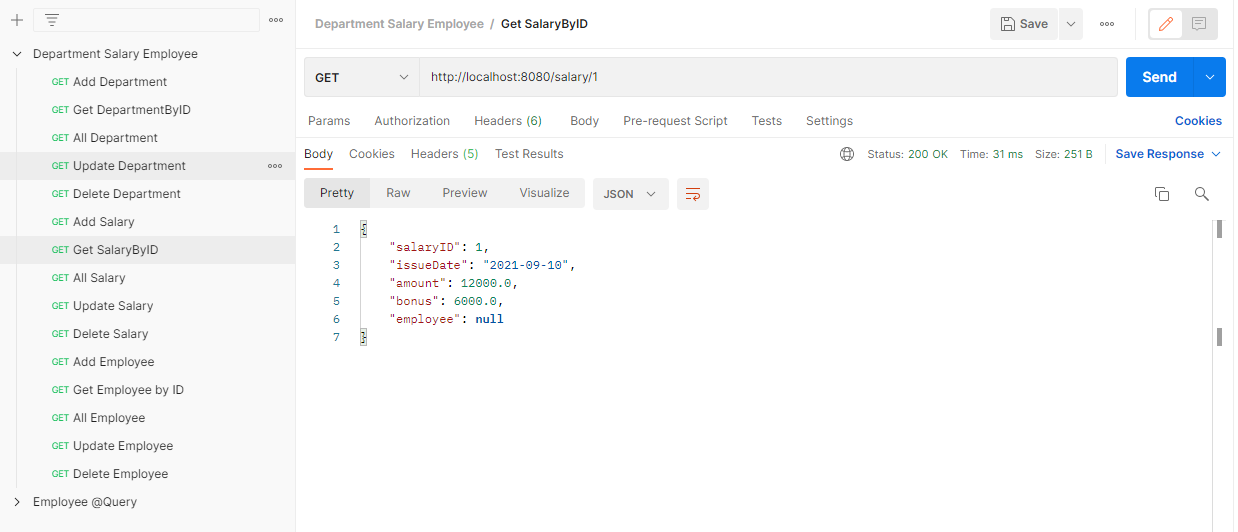 Department Salary Employee
GET Add Department
GET Get DepartmentByID
GET All Department
GET Update Department
GET Delete Department
GET Add Salary
GET Get SalaryByID
GET All Salary
GET Update Salary
GET Delete Salary
GET Add Employee
GET Get Employee by ID
GET All Employee
GET Update Employee
GET Delete Employee
Employee @Query
Department Salary Employee / Get SalaryByID
Save
GET http://localhost:8080/salary/1 Send
Params Authorization Headers (6) Body Pre-request Script Tests Settings Cookies
Body Cookies Headers (5) Test Results Status: 200 OK Time: 31 ms Size: 251 B Save Response
Pretty Raw Preview Visualize JSON
1 {
2 "salaryID": 1,
3 "issueDate": "2021-09-10",
4 "amount": 12000.0,
5 "bonus": 6000.0,
6 "employee": null
7 }